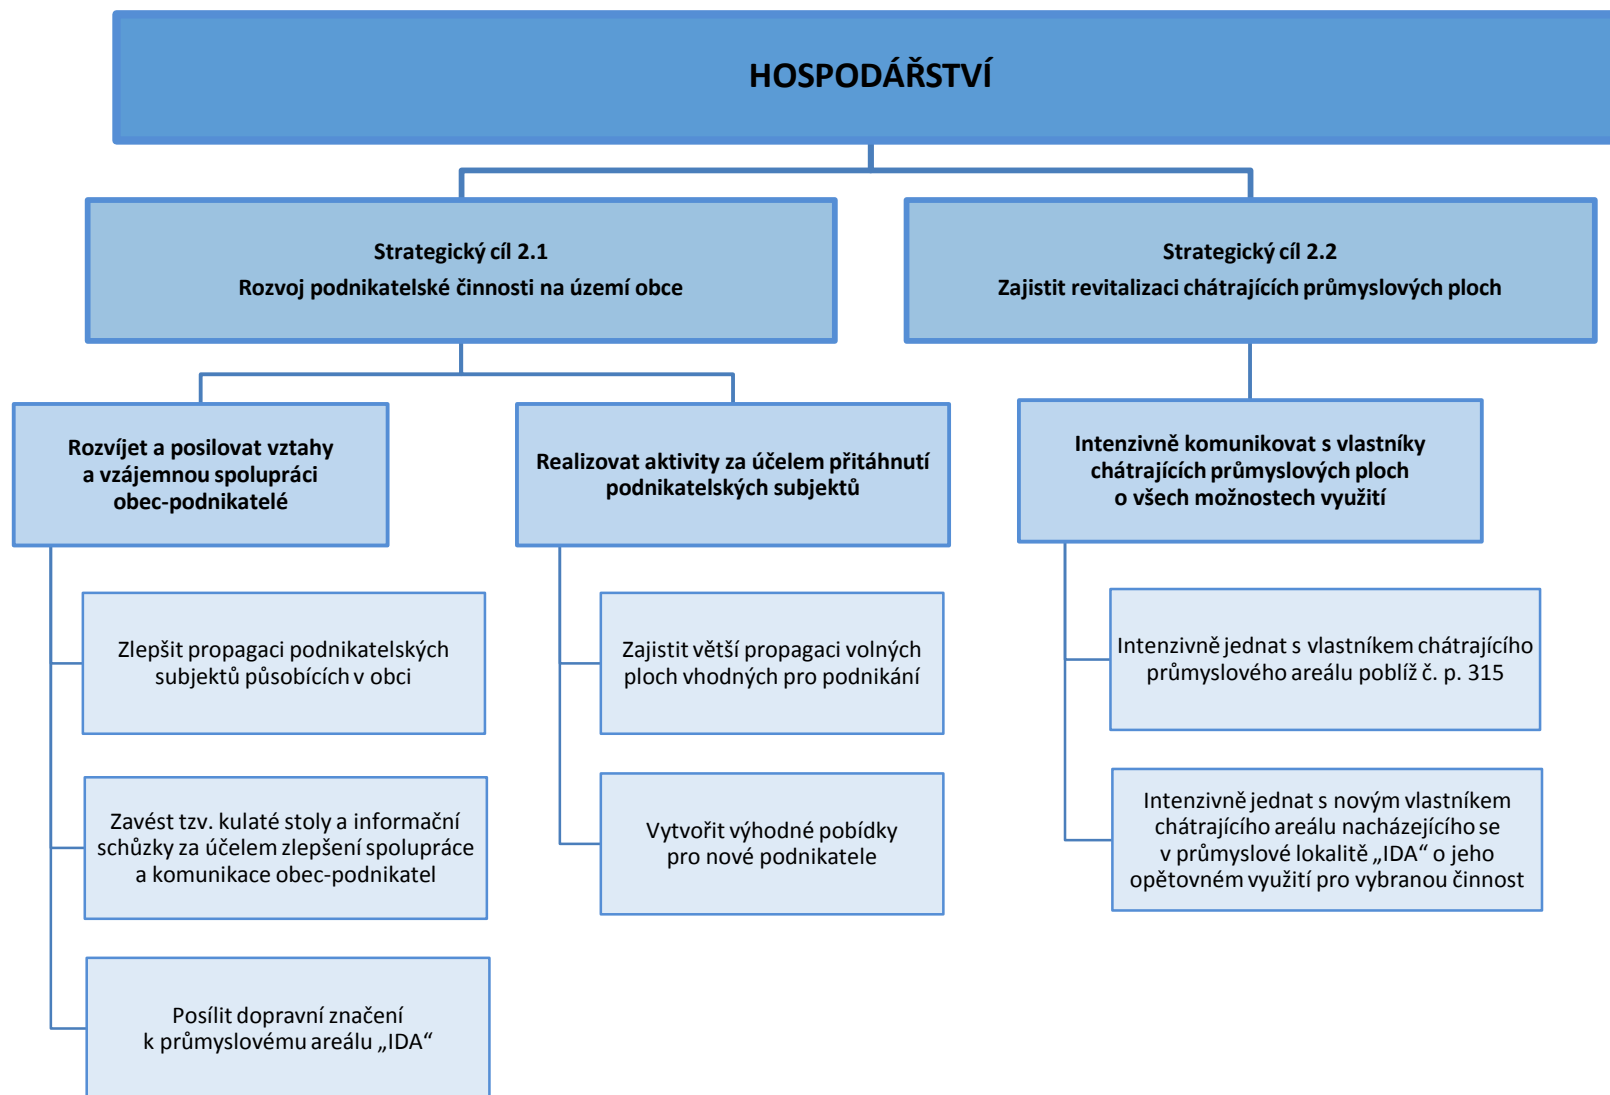 HOSPODÁŘSTVÍ
Strategický cíl 2.1
Rozvoj podnikatelské činnosti na území obce
Strategický cíl 2.2
Zajistit revitalizaci chátrajících průmyslových ploch
Rozvíjet a posilovat vztahy
a vzájemnou spolupráci
obec-podnikatelé
Realizovat aktivity za účelem přitáhnutí
podnikatelských subjektů
Intenzivně komunikovat s vlastníky
chátrajících průmyslových ploch
o všech možnostech využití
Zlepšit propagaci podnikatelských
subjektů působících v obci
Zajistit větší propagaci volných
ploch vhodných pro podnikání
Intenzivně jednat s vlastníkem chátrajícího
průmyslového areálu poblíž č. p. 315
Zavést tzv. kulaté stoly a informační
schůzky za účelem zlepšení spolupráce
a komunikace obec-podnikatel
Vytvořit výhodné pobídky
pro nové podnikatele
Intenzivně jednat s novým vlastníkem
chátrajícího areálu nacházejícího se
v průmyslové lokalitě „IDA“ o jeho
opětovném využití pro vybranou činnost
Posílit dopravní značení
k průmyslovému areálu „IDA“